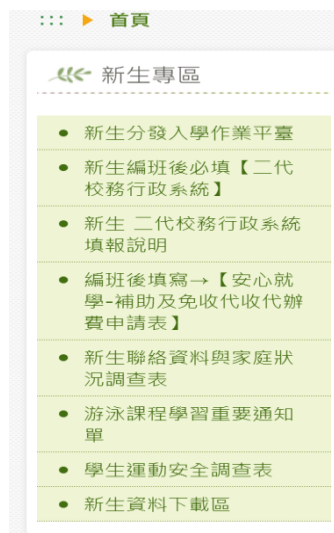 ::: ▶ 首頁
新生專區
• 新生分發入學作業平臺
• 新生編班後必填【二代
校務行政系統】
• 新生 二代校務行政系統
填報說明
• 編班後填寫→【安心就
學-補助及免收代收代辦
費申請表】
• 新生聯絡資料與家庭狀
況調查表
• 游泳課程學習重要通知
單
• 學生運動安全調查表
• 新生資料下載區